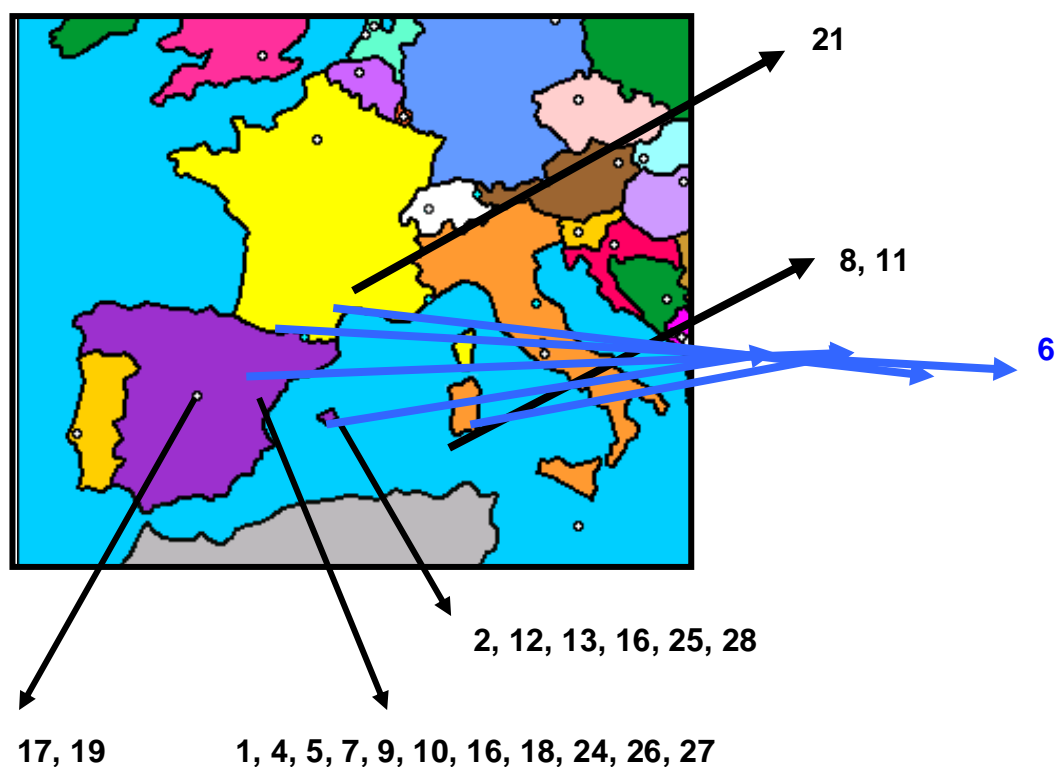 21
8, 11
6
2, 12, 13, 16, 25, 28
17, 19
1, 4, 5, 7, 9, 10, 16, 18, 24, 26, 27